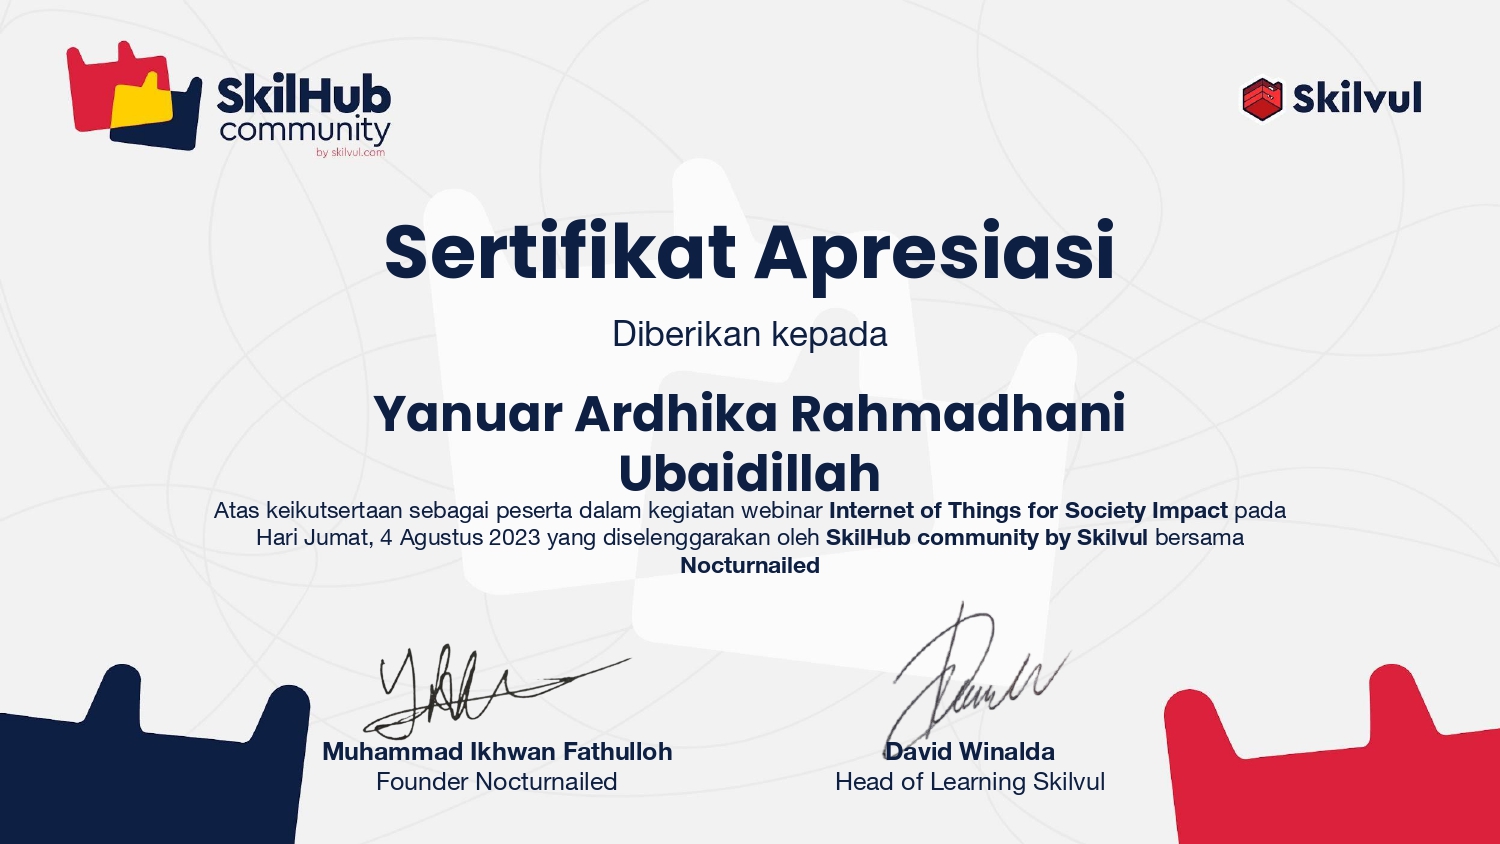 SkilHub
community
by skilvul.com
Skilvul
Sertifikat Apresiasi
Diberikan kepada
Yanuar Ardhika Rahmadhani
Ubaidillah
Atas keikutsertaan sebagai peserta dalam kegiatan webinar Internet of Things for Society Impact pada
Hari Jumat, 4 Agustus 2023 yang diselenggarakan oleh SkilHub community by Skilvul bersama
Nocturnailed
Muhammad Ikhwan Fathulloh
Founder Nocturnailed
David Winalda
Head of Learning Skilvul